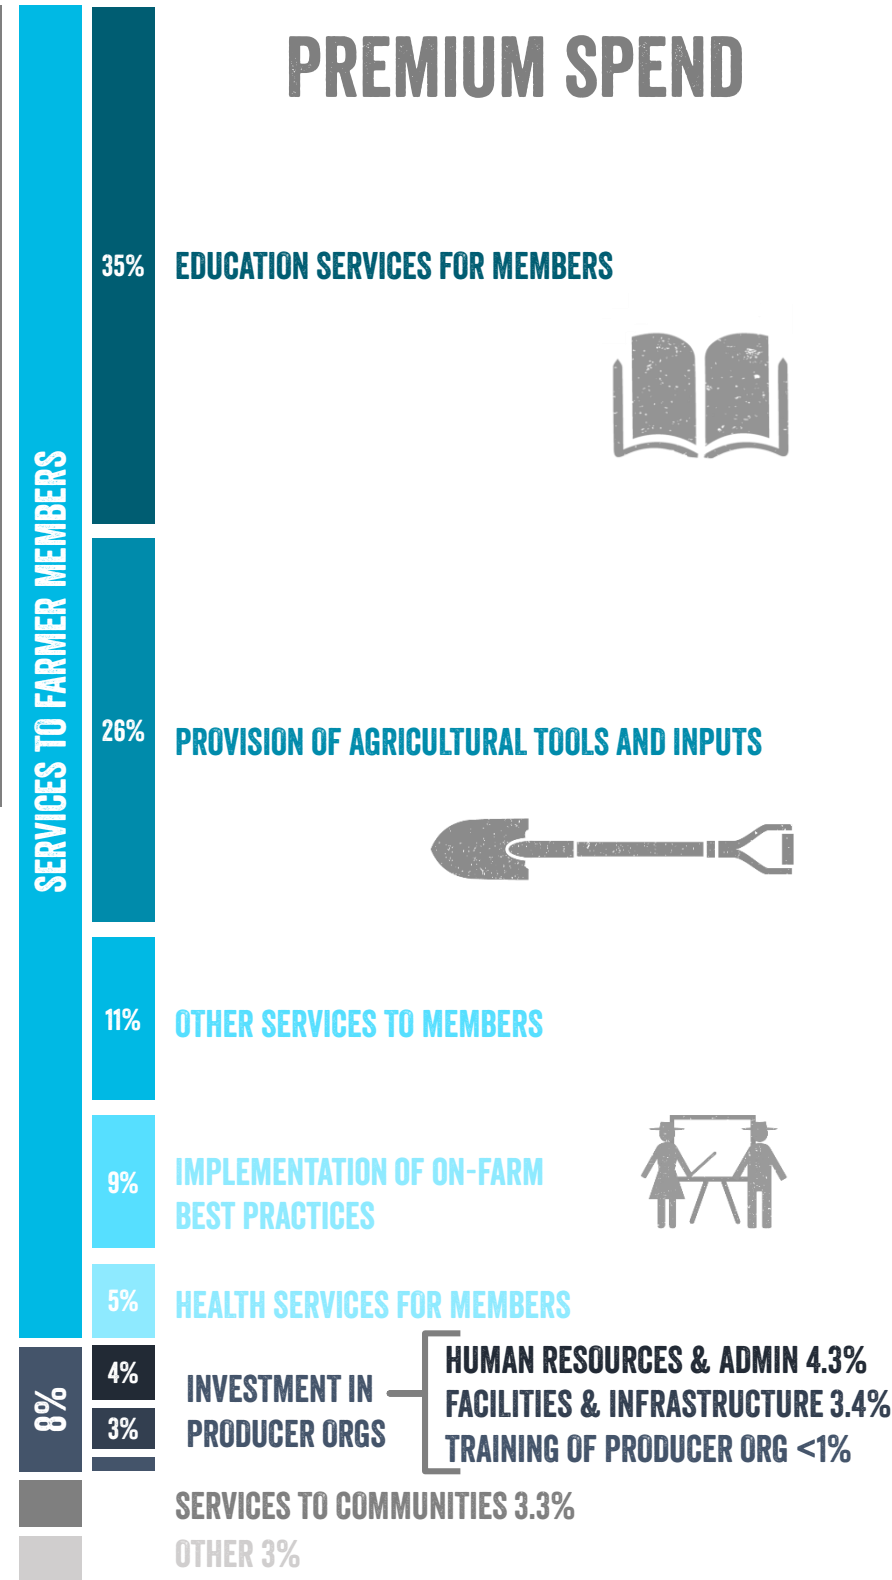 PREMIUM SPEND
SERVICES TO FARMER MEMBERS
35%
EDUCATION SERVICES FOR MEMBERS
26%
PROVISION OF AGRICULTURAL TOOLS AND INPUTS
11%
OTHER SERVICES TO MEMBERS
9%
IMPLEMENTATION OF ON-FARM
BEST PRACTICES
5%
HEALTH SERVICES FOR MEMBERS
8%
4%
3%
INVESTMENT IN
PRODUCER ORGS
HUMAN RESOURCES & ADMIN 4.3%
FACILITIES & INFRASTRUCTURE 3.4%
TRAINING OF PRODUCER ORG <1%
SERVICES TO COMMUNITIES 3.3%
OTHER 3%